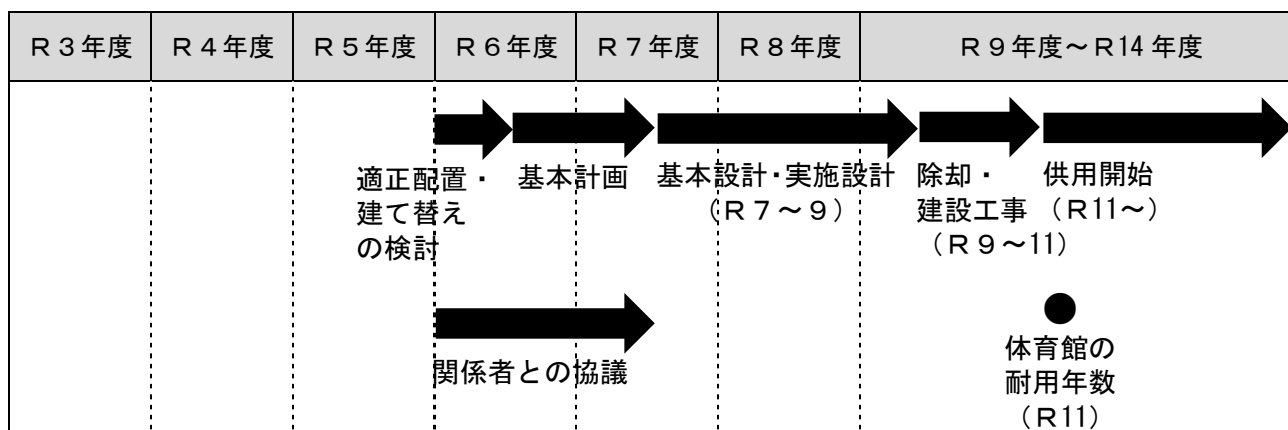 R3年度 R4年度 R5年度 R6年度 R7年度 R8年度 R9年度～R14年度
適正配置・
建て替え
の検討
基本計画
基本設計・実施設計
（R7～9）
除却・
建設工事
（R9～11）
供用開始
（R11～）
関係者との協議
体育館の
耐用年数
（R11）